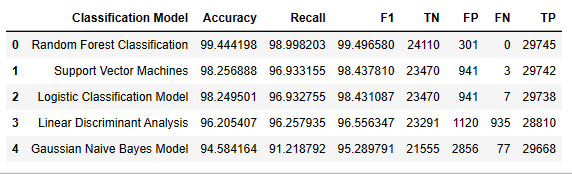 Classification Model Accuracy Recall F1 TN FP FN TP
0 Random Forest Classification 99.444198 98.998203 99.496580 24110 301 0 29745
1 Support Vector Machines 98.256888 96.933155 98.437810 23470 941 3 29742
2 Logistic Classification Model 98.249501 96.932755 98.431087 23470 941 7 29738
3 Linear Discriminant Analysis 96.205407 96.257935 96.556347 23291 1120 935 28810
4 Gaussian Naive Bayes Model 94.584164 91.218792 95.289791 21555 2856 77 29668